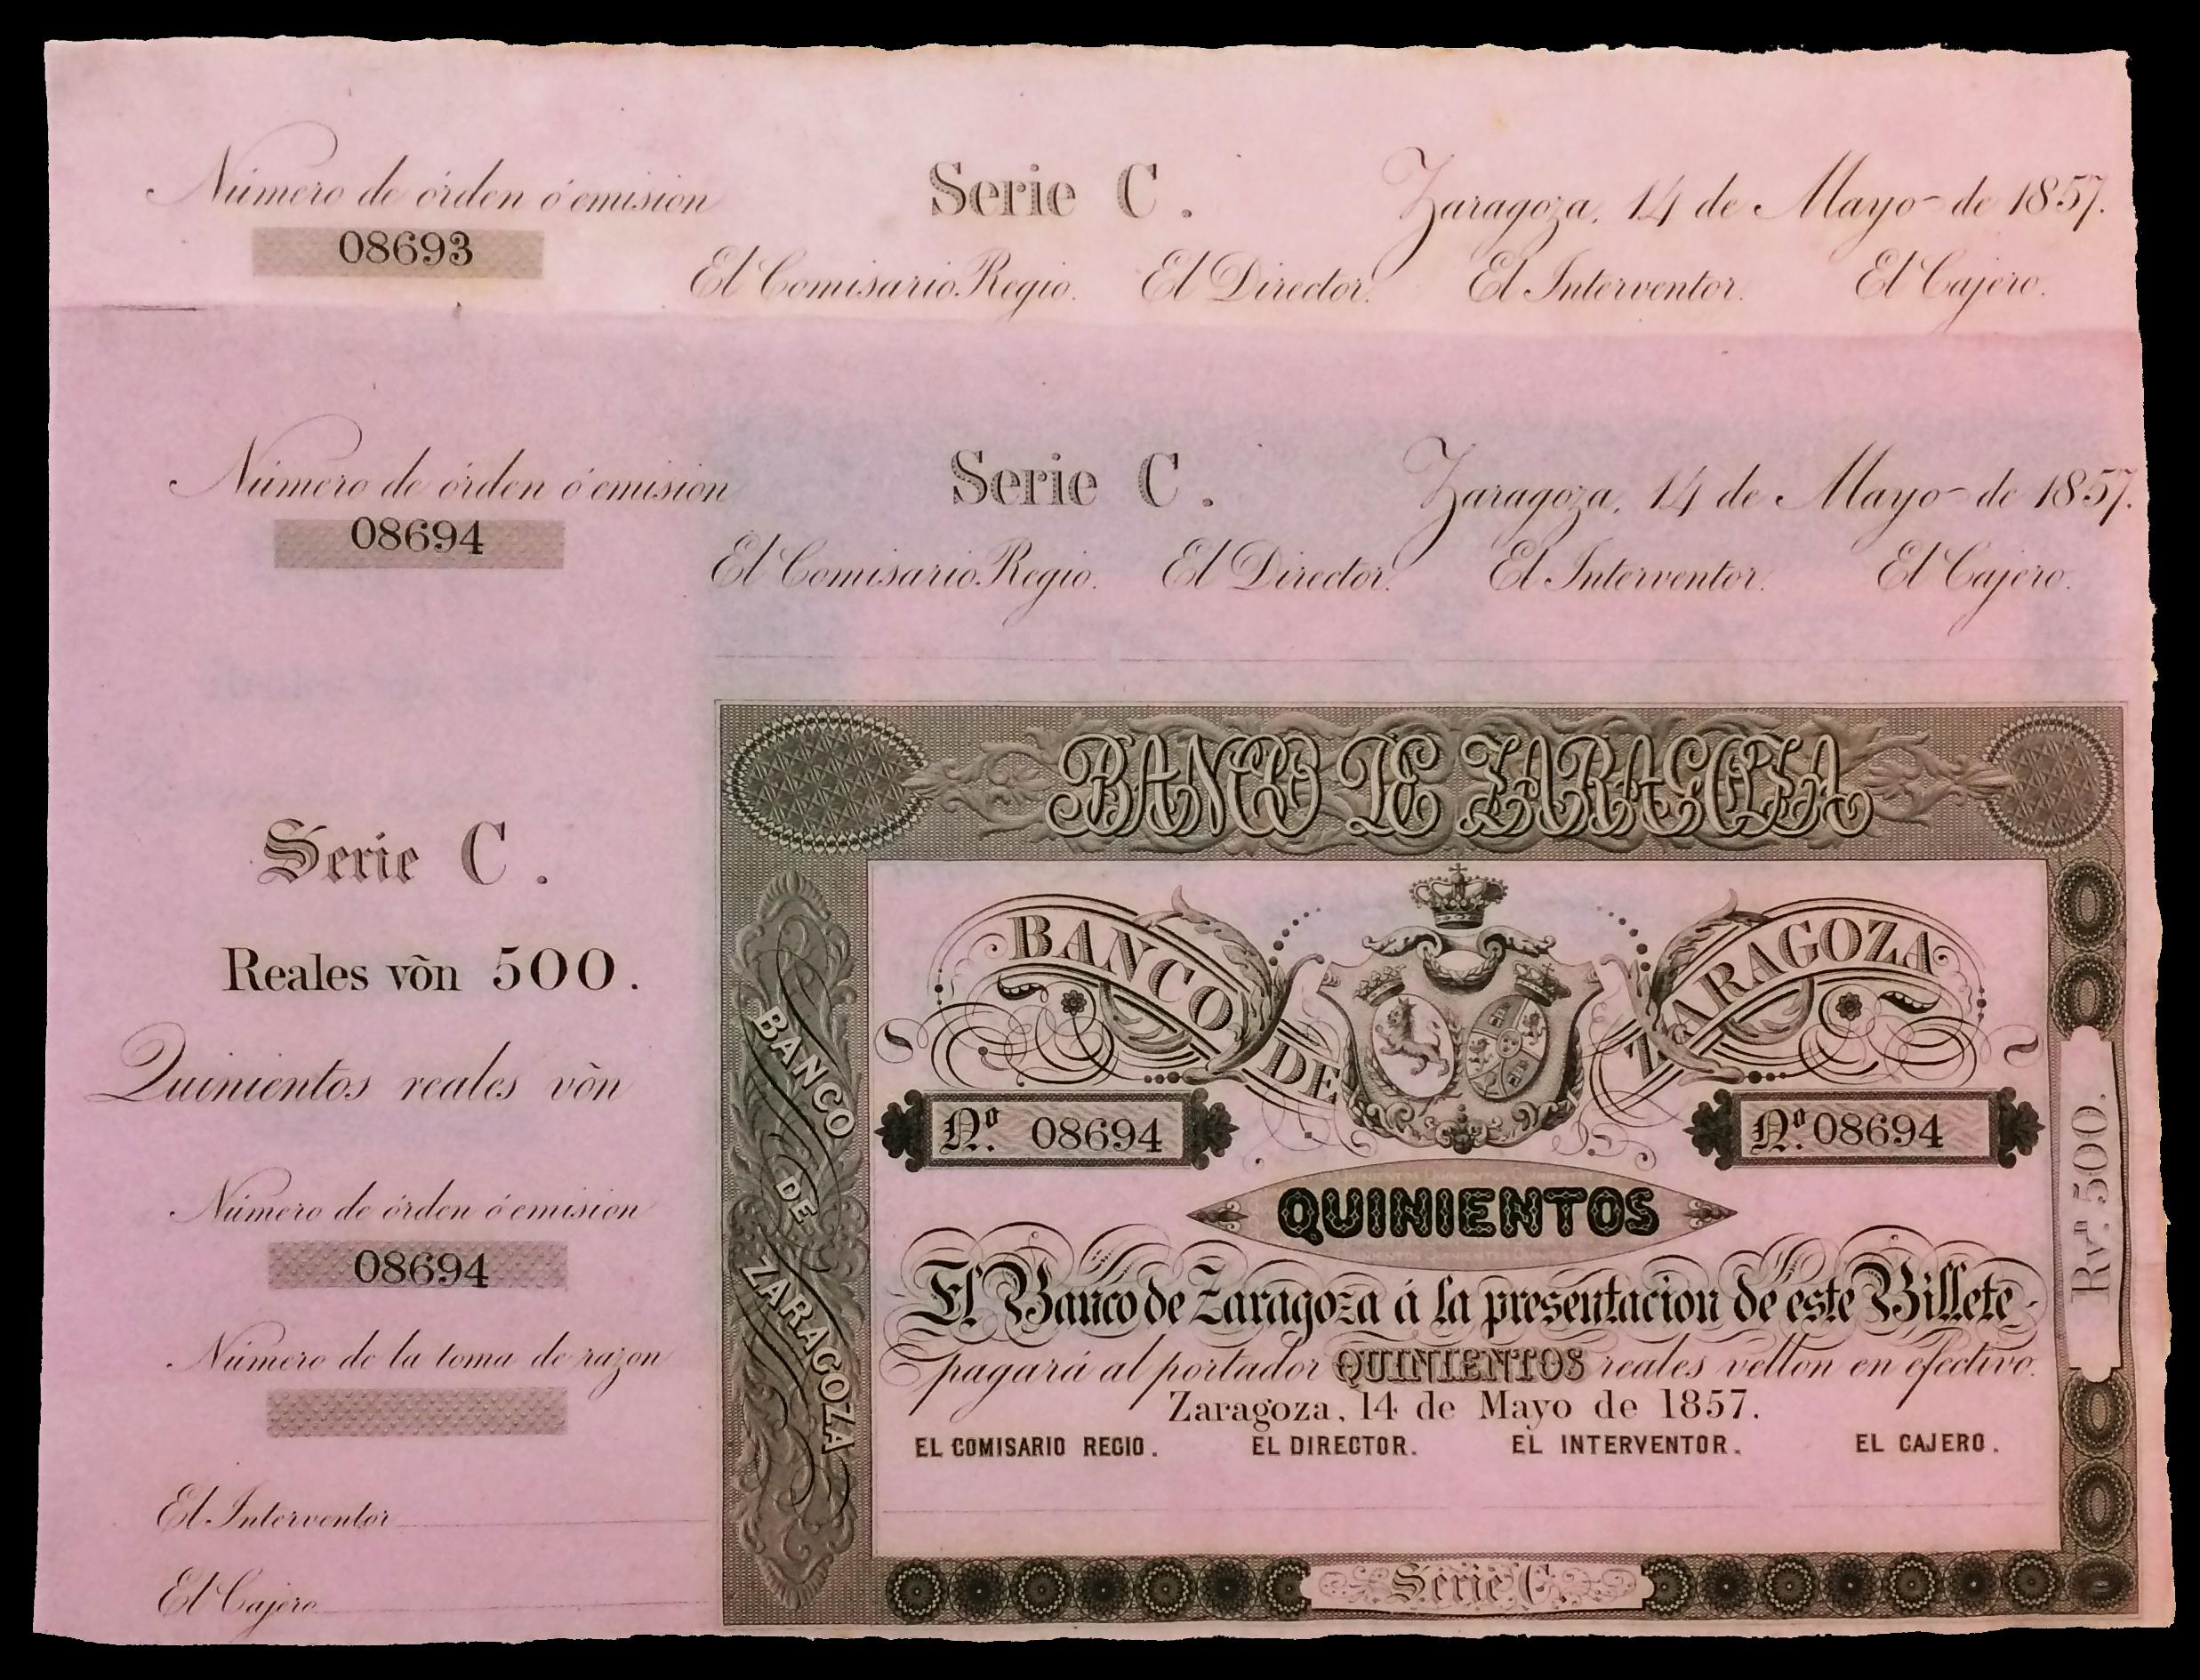 Número de órden ó emision
08693
Serie C.
Zaragoza, 14 de Mayo de 1857.
El Comisario Regio. El Director. El Interventor. El Cajero.
Número de órden ó emision
08694
Serie C.
Zaragoza, 14 de Mayo de 1857.
El Comisario Regio. El Director. El Interventor. El Cajero.
Serie C.
Reales vōn 500.
Quinientos reales vōn
Número de órden ó emision
08694
Número de la toma de razon
El Interventor
El Cajero
BANCO DE ZARAGOZA
BANCO DE ZARAGOZA
BANCO DE ZARAGOZA
Nº. 08694
Nº. 08694
QUINIENTOS
El Banco de Zaragoza á la presentacion de este Billete
pagará al portador QUINIENTOS reales vellon en efectivo.
Zaragoza, 14 de Mayo de 1857.
EL COMISARIO REGIO. EL DIRECTOR. EL INTERVENTOR. EL CAJERO.
Rvⁿ. 500.
Série C.